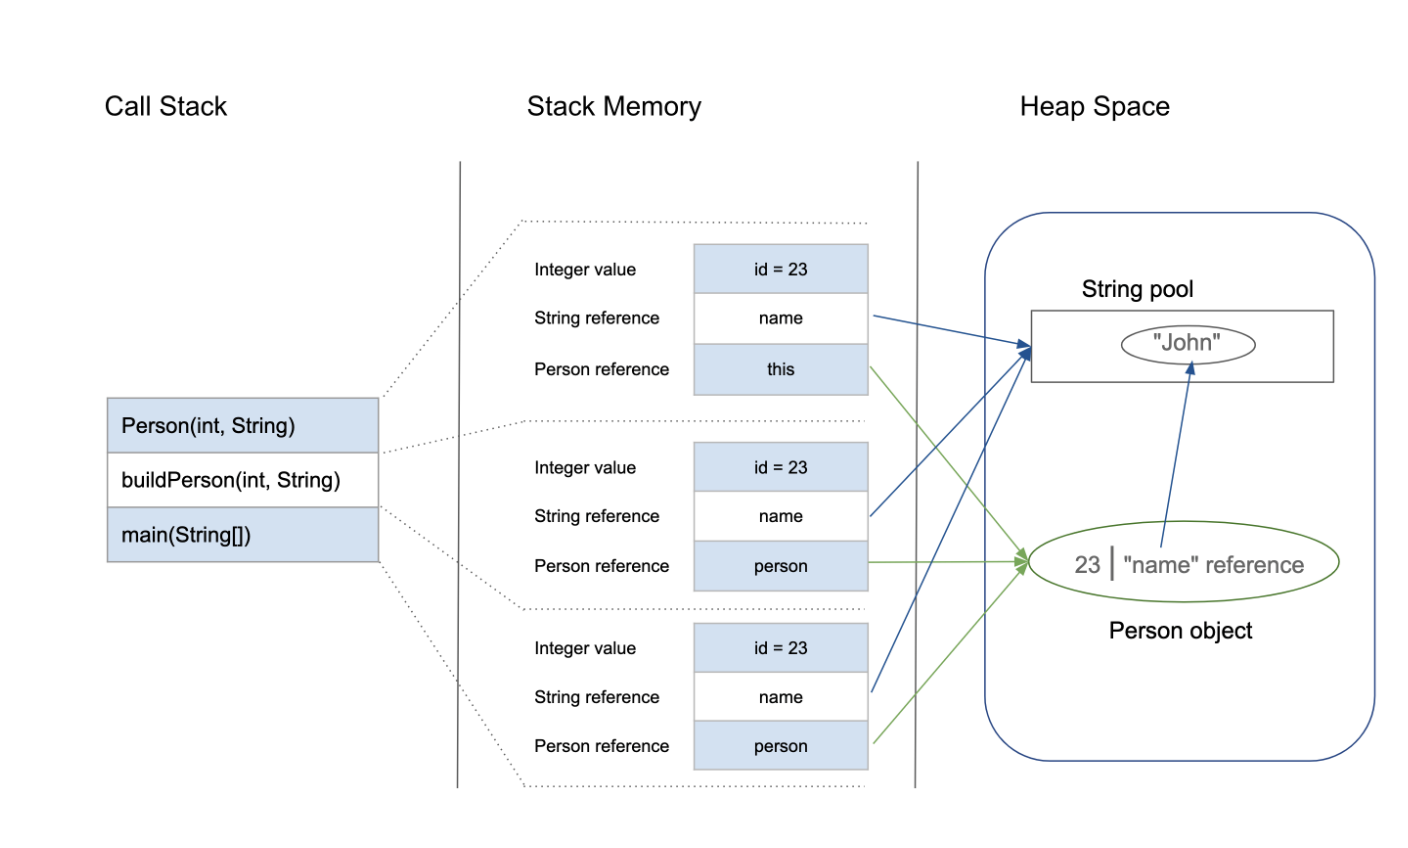 Call Stack
Stack Memory
Heap Space
Person(int, String)
buildPerson(int, String)
main(String[])
Integer value
id = 23
String reference
name
Person reference
this
Integer value
id = 23
String reference
name
Person reference
person
Integer value
id = 23
String reference
name
Person reference
person
String pool
"John"
23 | "name" reference
Person object